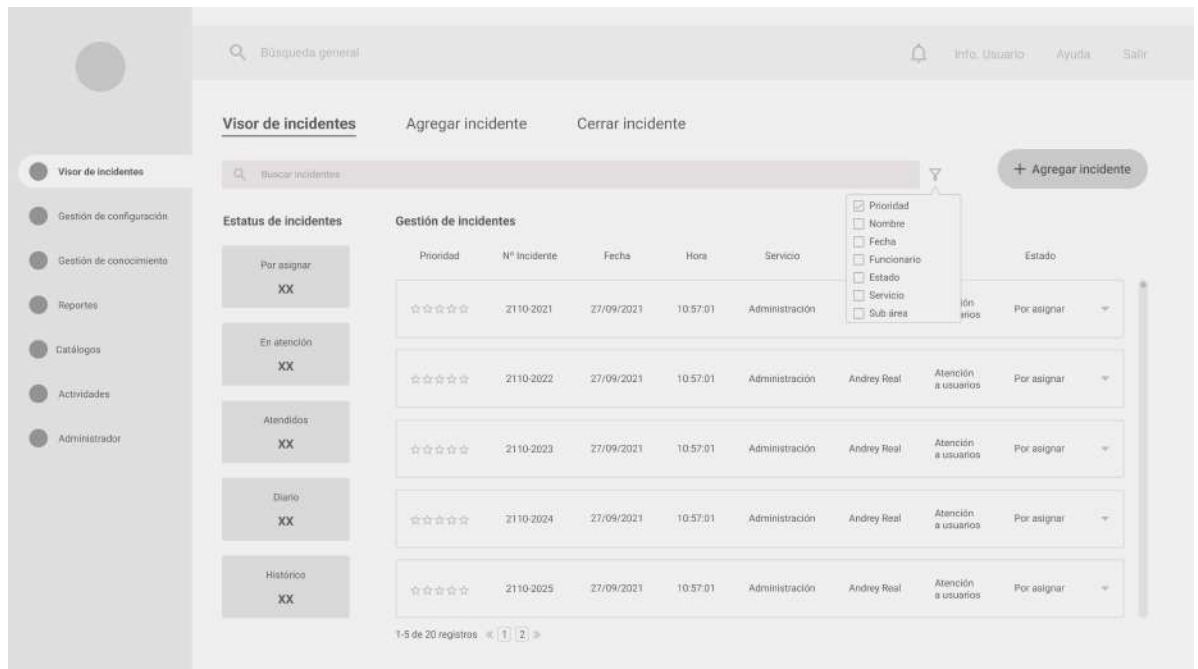 Búsqueda general
Info. Usuario
Ayuda
Salir
Visor de incidentes
Agregar incidente
Cerrar incidente
Visor de incidentes
Gestión de configuración
Gestión de conocimiento
Reportes
Catálogos
Actividades
Administrador
Buscar incidentes
+ Agregar incidente
Prioridad
Nombre
Fecha
Funcionario
Estado
Servicio
Sub área
Estatus de incidentes
Por asignar
XX
En atención
XX
Atendidos
XX
Diario
XX
Histórico
XX
Gestión de incidentes
Prioridad Nº Incidente Fecha Hora Servicio Estado
2110-2021 27/09/2021 10:57:01 Administración Por asignar
2110-2022 27/09/2021 10:57:01 Administración Andrey Real Atención a usuarios Por asignar
2110-2023 27/09/2021 10:57:01 Administración Andrey Real Atención a usuarios Por asignar
2110-2024 27/09/2021 10:57:01 Administración Andrey Real Atención a usuarios Por asignar
2110-2025 27/09/2021 10:57:01 Administración Andrey Real Atención a usuarios Por asignar
1-5 de 20 registros « 1 2 »